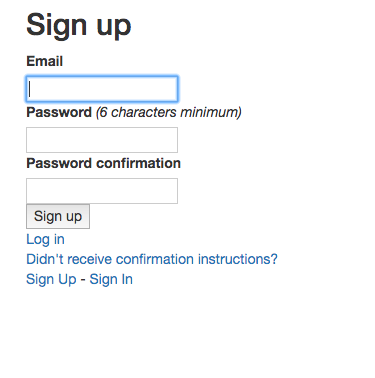 Sign up
Email
Password (6 characters minimum)
Password confirmation
Sign up
Log in
Didn't receive confirmation instructions?
Sign Up - Sign In